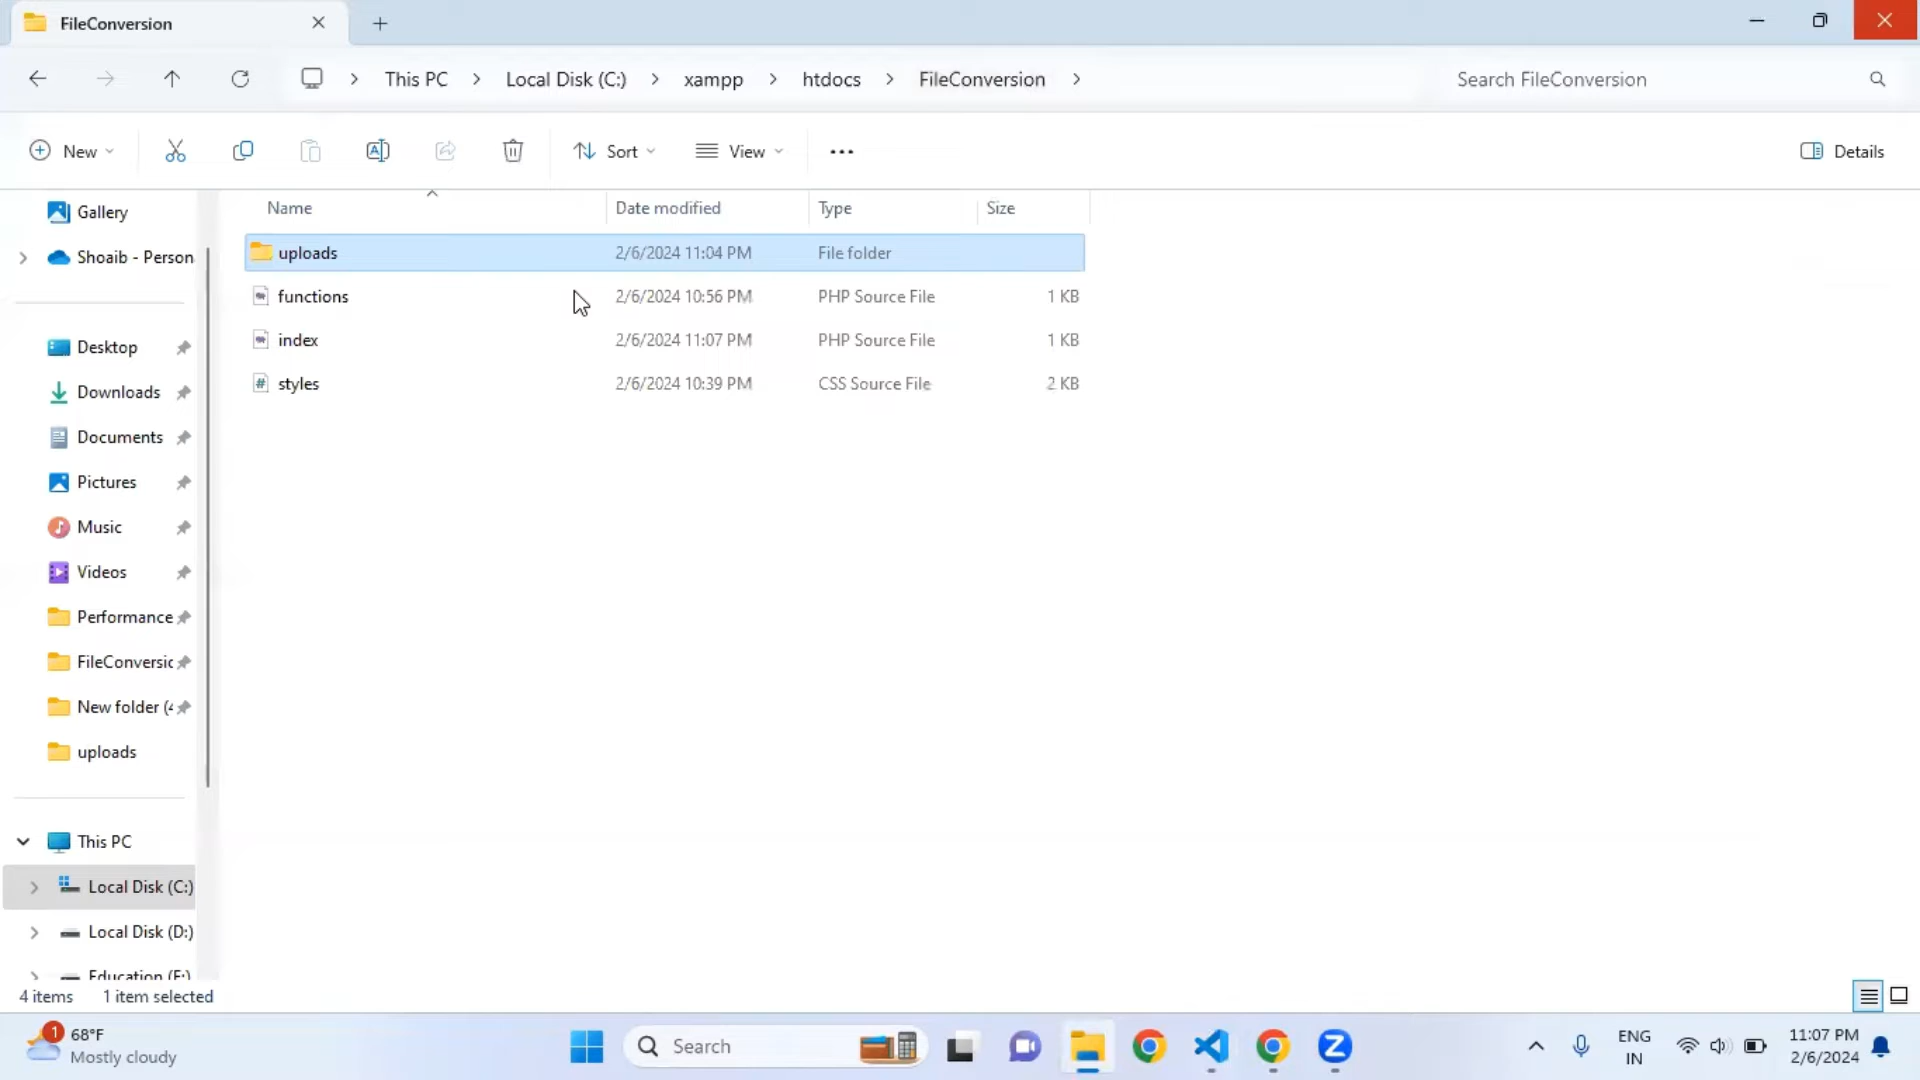 FileConversion
This PC > Local Disk (C:) > xampp > htdocs > FileConversion >
Search FileConversion
New
Sort
View
Details
Name Date modified Type Size
uploads 2/6/2024 11:04 PM File folder
functions 2/6/2024 10:56 PM PHP Source File 1 KB
index 2/6/2024 11:07 PM PHP Source File 1 KB
styles 2/6/2024 10:39 PM CSS Source File 2 KB
Gallery
Shoaib - Person
Desktop
Downloads
Documents
Pictures
Music
Videos
Performance
FileConversic
New folder (4
uploads
This PC
Local Disk (C:)
Local Disk (D:)
Education (E:)
4 items 1 item selected
1
68°F
Mostly cloudy
Search
ENG
IN
11:07 PM
2/6/2024